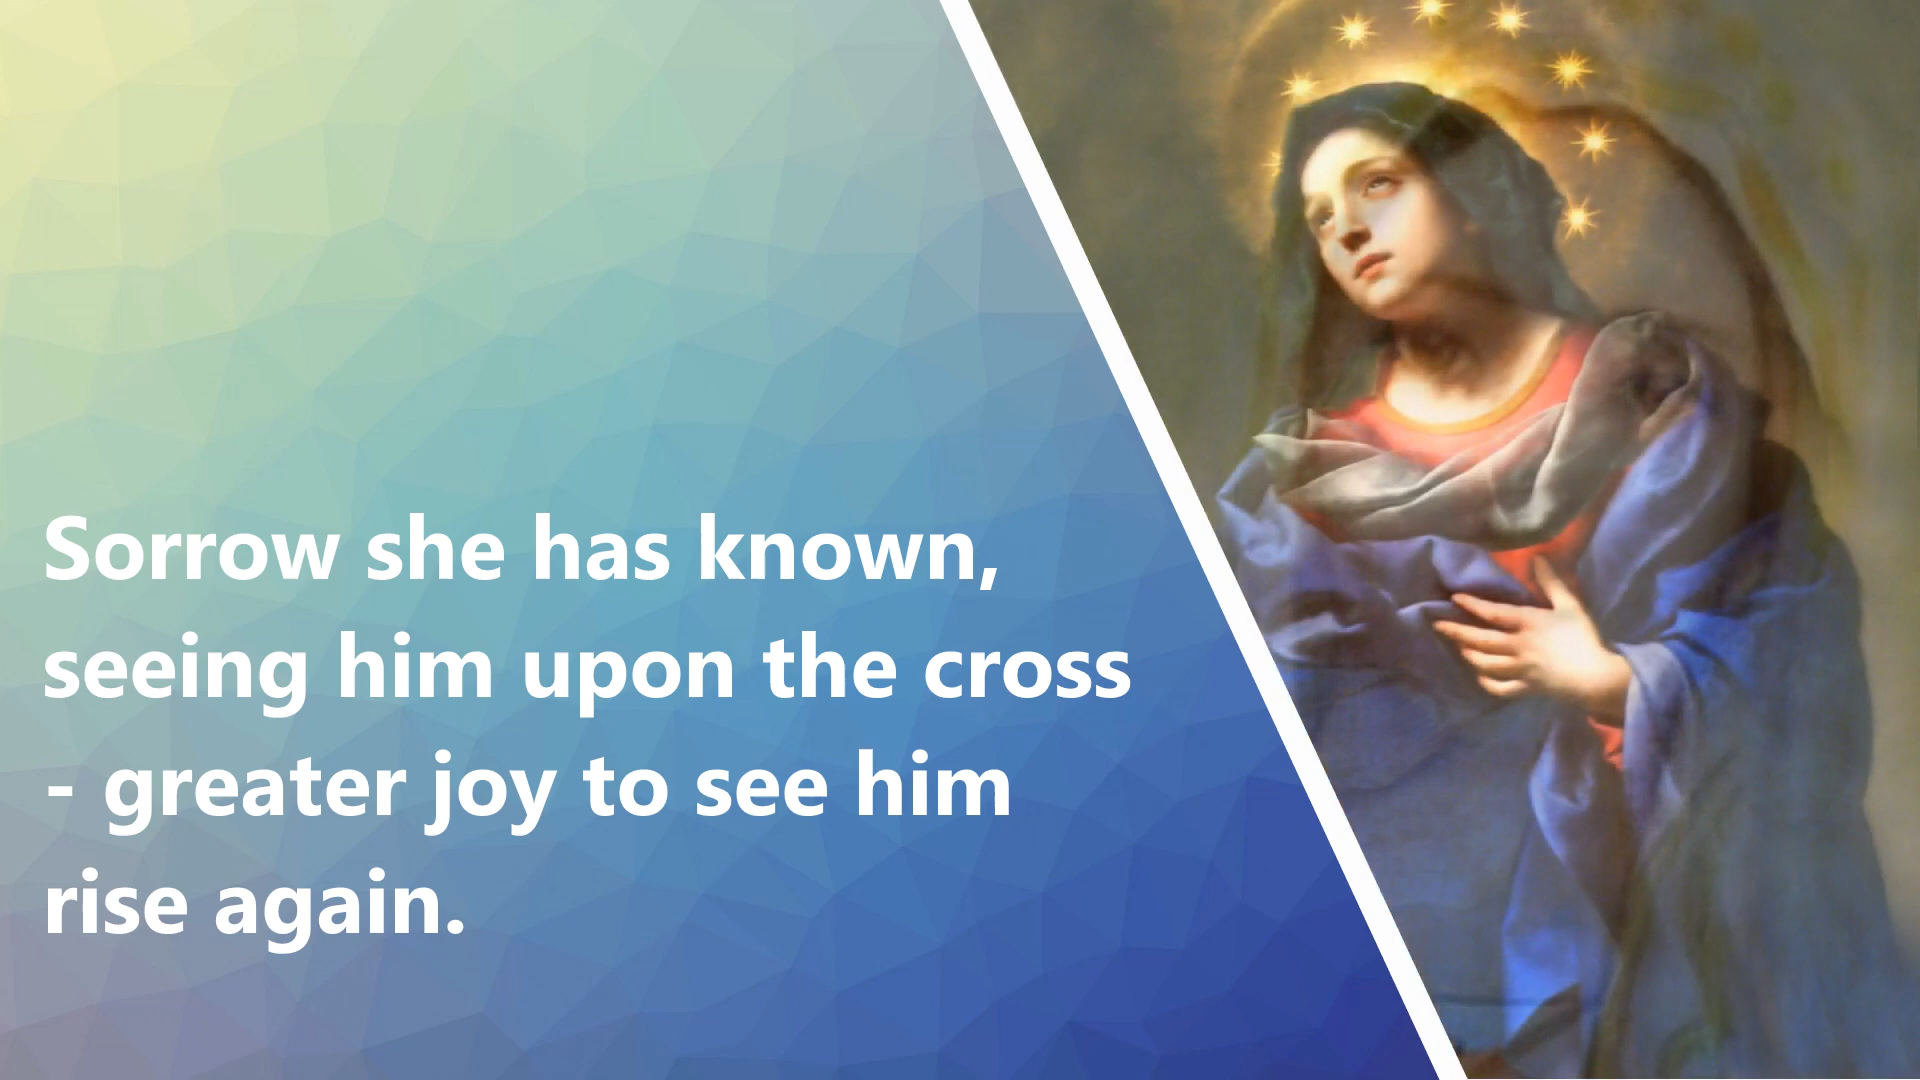 Sorrow she has known,
seeing him upon the cross
- greater joy to see him
rise again.